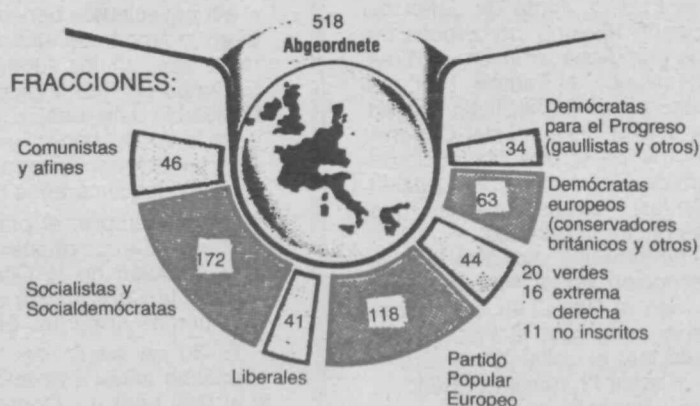 518
Abgeordnete
FRACCIONES:
Comunistas
y afines
46
172
Socialistas y
Socialdemócratas
41
Liberales
118
Partido
Popular
Europeo
44
20 verdes
16 extrema
derecha
11 no inscritos
63
Demócratas
europeos
(conservadores
británicos y otros)
34
Demócratas
para el Progreso
(gaullistas y otros)